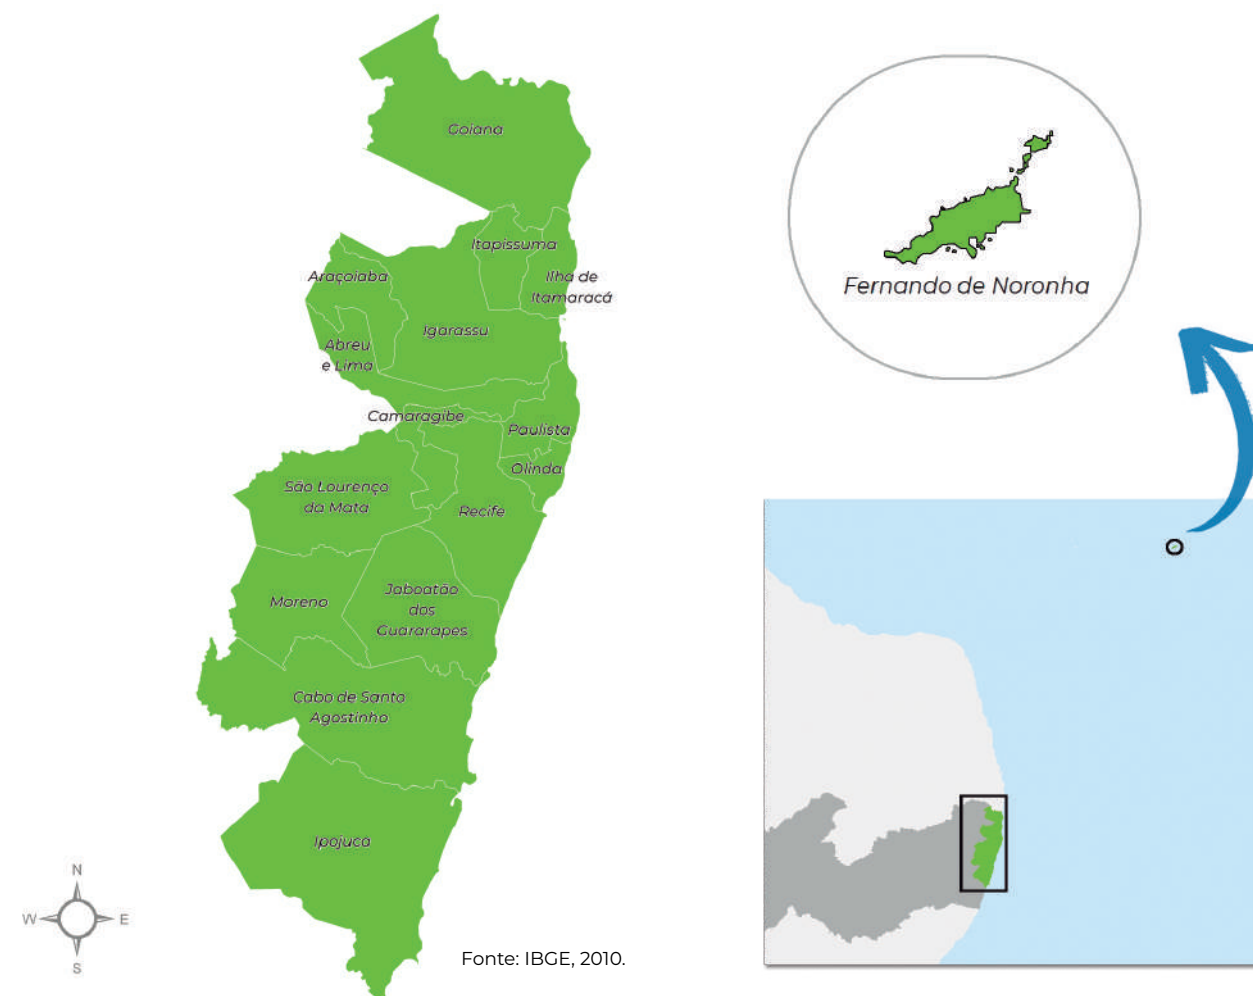 Goiana
Itapissuma
Araçoiaba
Ilha de
Itamaracá
Igarassu
Abreu
e Lima
Camaragibe
Paulista
Olinda
São Lourenço
da Mata
Recife
Jaboatão
dos
Guararapes
Moreno
Cabo de Santo
Agostinho
Ipojuca
N
W
E
S
Fonte: IBGE, 2010.
Fernando de Noronha